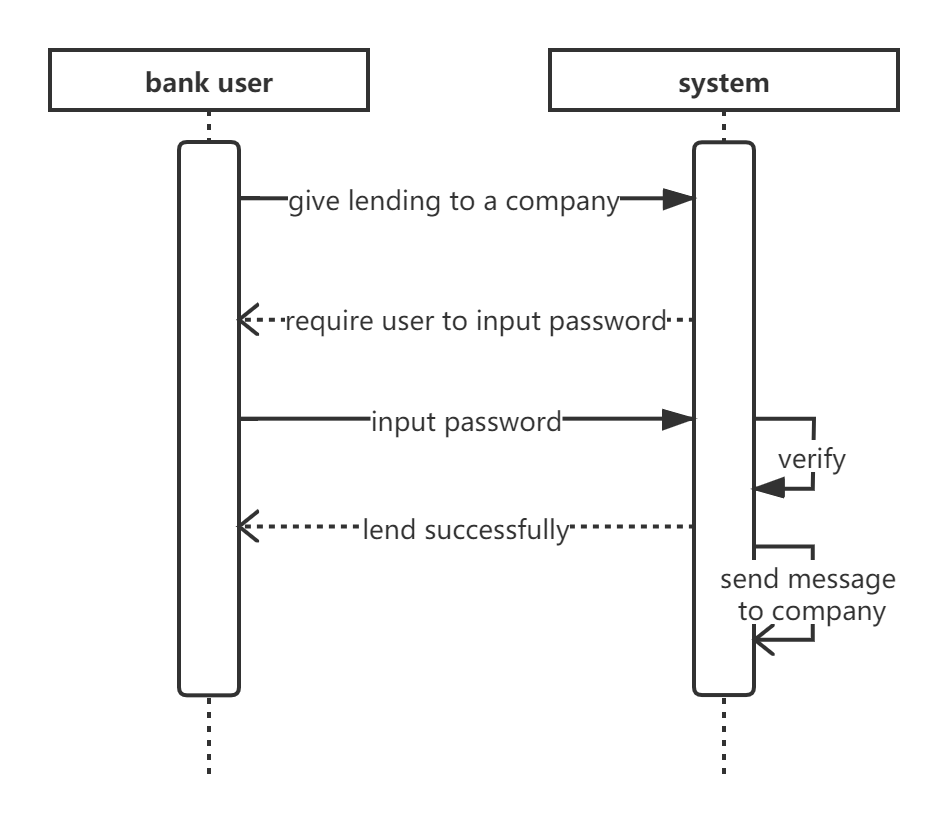 bank user
system
give lending to a company
require user to input password
input password
verify
lend successfully
send message
to company